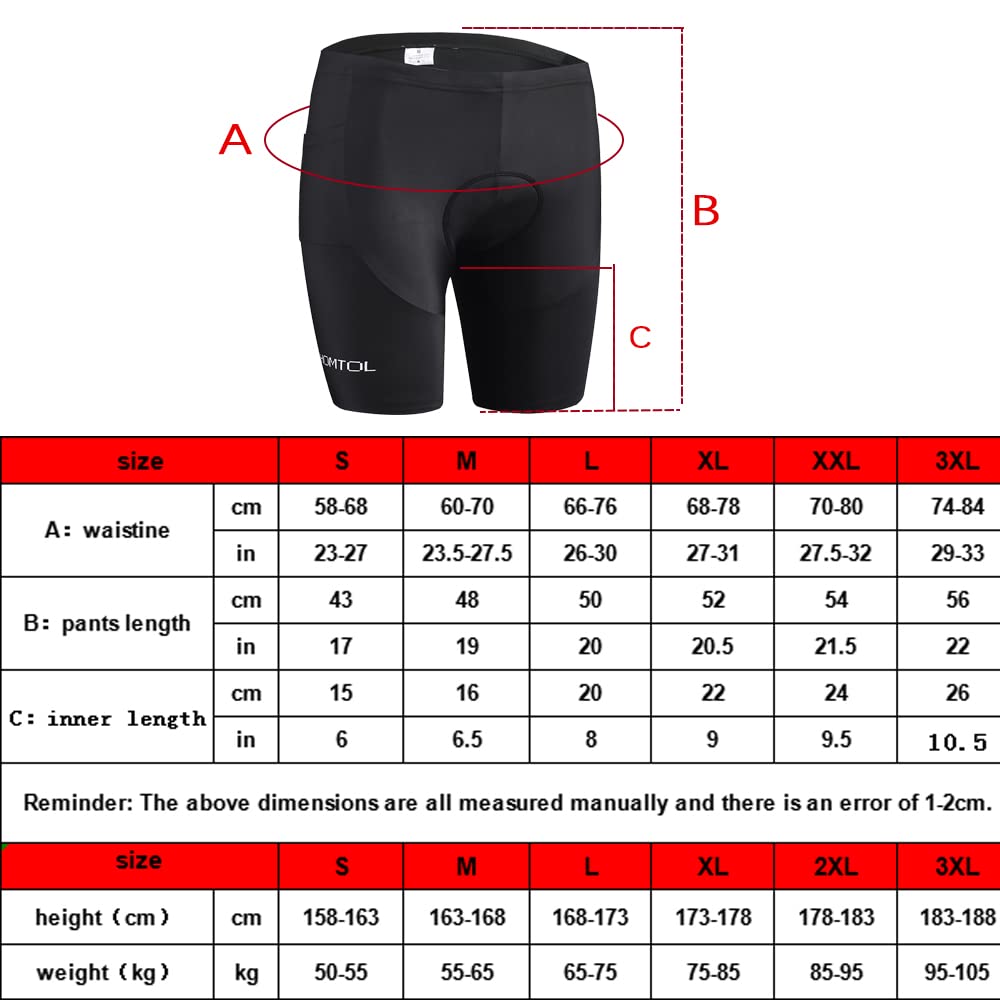 A
B
C
OMTOL
size S M L XL XXL 3XL
A: waistine cm 58-68 60-70 66-76 68-78 70-80 74-84
in 23-27 23.5-27.5 26-30 27-31 27.5-32 29-33
B: pants length cm 43 48 50 52 54 56
in 17 19 20 20.5 21.5 22
C: inner length cm 15 16 20 22 24 26
in 6 6.5 8 9 9.5 10.5
Reminder: The above dimensions are all measured manually and there is an error of 1-2cm.
size S M L XL 2XL 3XL
height (cm) cm 158-163 163-168 168-173 173-178 178-183 183-188
weight (kg) kg 50-55 55-65 65-75 75-85 85-95 95-105